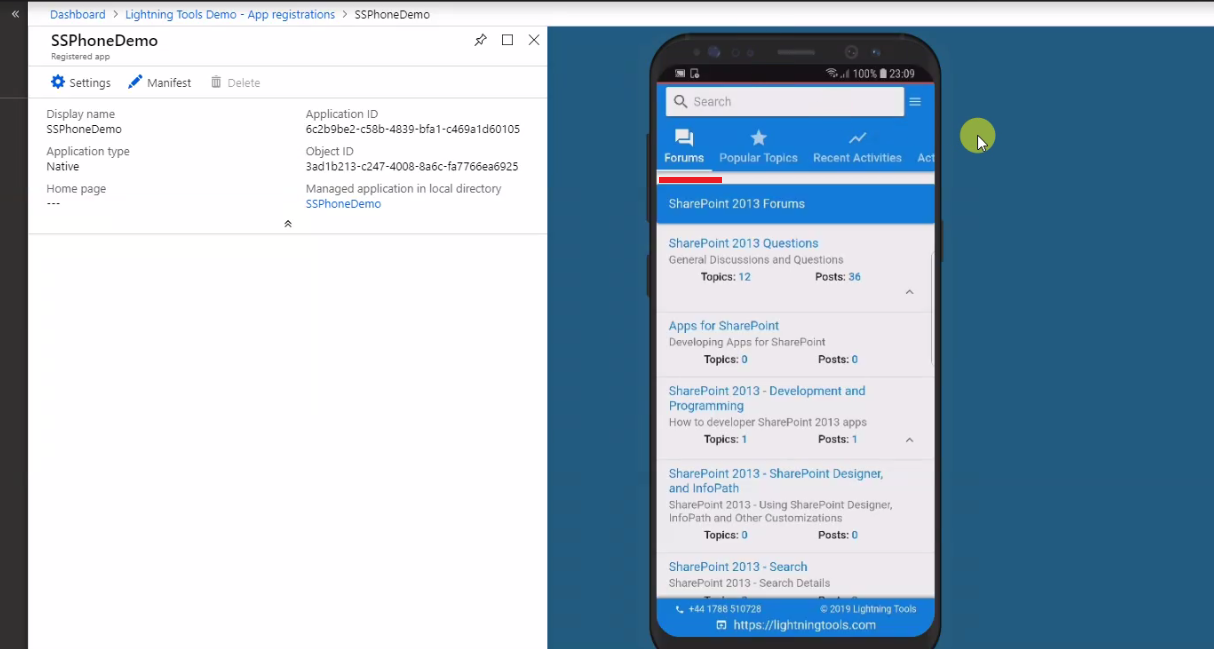 «
Dashboard > Lightning Tools Demo - App registrations > SSPhoneDemo
SSPhoneDemo
Registered app
Settings Manifest Delete
Display name
SSPhoneDemo
Application type
Native
Home page
---
Application ID
6c2b9be2-c58b-4839-bfa1-c469a1d60105
Object ID
3ad1b213-c247-4008-8a6c-fa7766ea6925
Managed application in local directory
SSPhoneDemo
100% 23:09
Search
Forums Popular Topics Recent Activities Act
SharePoint 2013 Forums
SharePoint 2013 Questions
General Discussions and Questions
Topics: 12 Posts: 36
Apps for SharePoint
Developing Apps for SharePoint
Topics: 0 Posts: 0
SharePoint 2013 - Development and
Programming
How to developer SharePoint 2013 apps
Topics: 1 Posts: 1
SharePoint 2013 - SharePoint Designer,
and InfoPath
SharePoint 2013 - Using SharePoint Designer,
InfoPath and Other Customizations
Topics: 0 Posts: 0
SharePoint 2013 - Search
SharePoint 2013 - Search Details
+44 1788 510728 © 2019 Lightning Tools
https://lightningtools.com